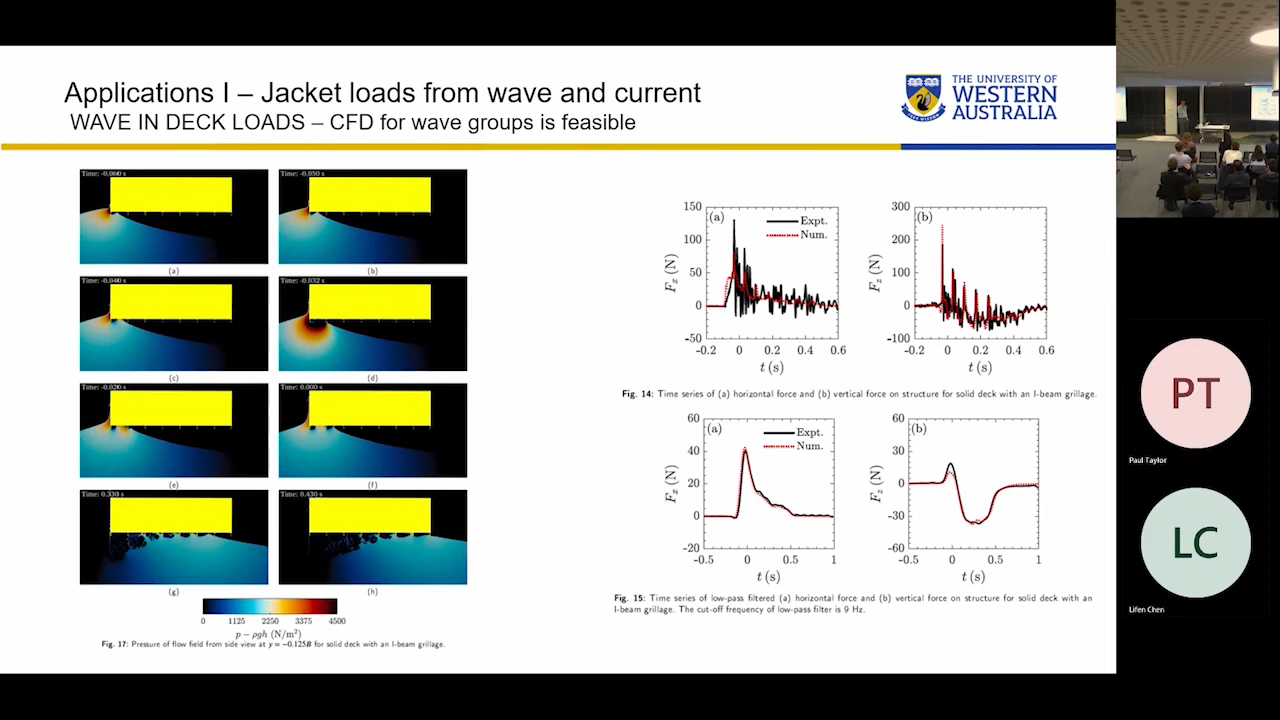 Applications I – Jacket loads from wave and current
WAVE IN DECK LOADS – CFD for wave groups is feasible
THE UNIVERSITY OF
WESTERN
AUSTRALIA
Time: -0.060 s
Time: -0.050 s
(a)
(b)
Time: -0.040 s
Time: -0.032 s
(c)
(d)
Time: -0.020 s
Time: 0.000 s
(e)
(f)
Time: 0.330 s
Time: 0.430 s
(g)
(h)
0 1125 2250 3375 4500
p − ρgh (N/m²)
Fig. 17: Pressure of flow field from side view at y = −0.125B for solid deck with an I-beam grillage.
(a)
Expt.
Num.
150
100
50
0
-50
Fx (N)
-0.2 0 0.2 0.4 0.6
t (s)
(b)
300
200
100
0
-100
Fz (N)
-0.2 0 0.2 0.4 0.6
t (s)
Fig. 14: Time series of (a) horizontal force and (b) vertical force on structure for solid deck with an I-beam grillage.
(a)
Expt.
Num.
60
40
20
0
-20
Fx (N)
-0.5 0 0.5 1
t (s)
(b)
60
30
0
-30
-60
Fz (N)
-0.5 0 0.5 1
t (s)
Fig. 15: Time series of low-pass filtered (a) horizontal force and (b) vertical force on structure for solid deck with an
I-beam grillage. The cut-off frequency of low-pass filter is 9 Hz.
PT
Paul Taylor
LC
Lifen Chen